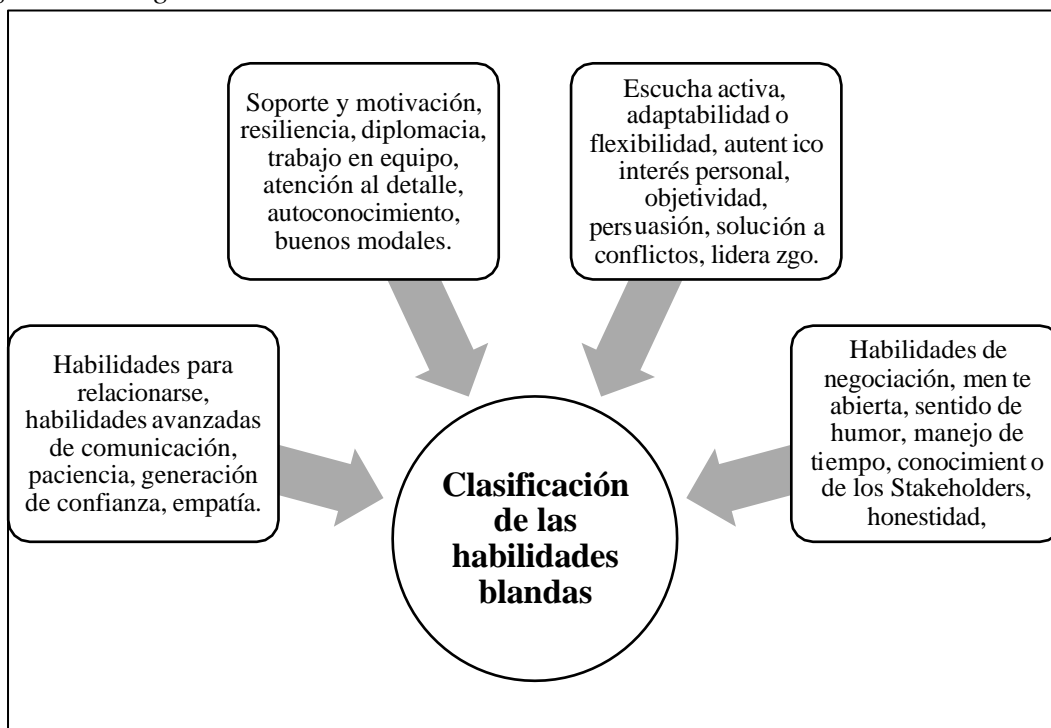 Soporte y motivación,
resiliencia, diplomacia,
trabajo en equipo,
atención al detalle,
autoconocimiento,
buenos modales.
Escucha activa,
adaptabilidad o
flexibilidad, autent ico
interés personal,
objetividad,
persuasión, solución a
conflictos, lidera zgo.
Habilidades para
relacionarse,
habilidades avanzadas
de comunicación,
paciencia, generación
de confianza, empatía.
Habilidades de
negociación, men te
abierta, sentido de
humor, manejo de
tiempo, conocimient o
de los Stakeholders,
honestidad,
Clasificación
de las
habilidades
blandas